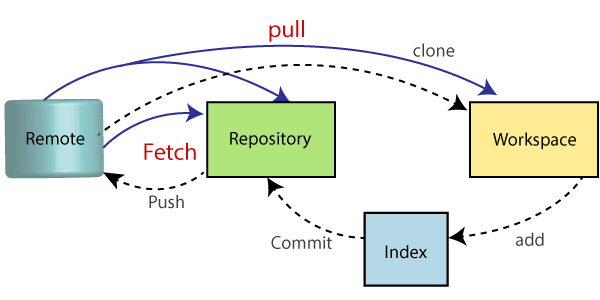 pull
clone
Remote
Repository
Workspace
Fetch
Push
Commit
Index
add